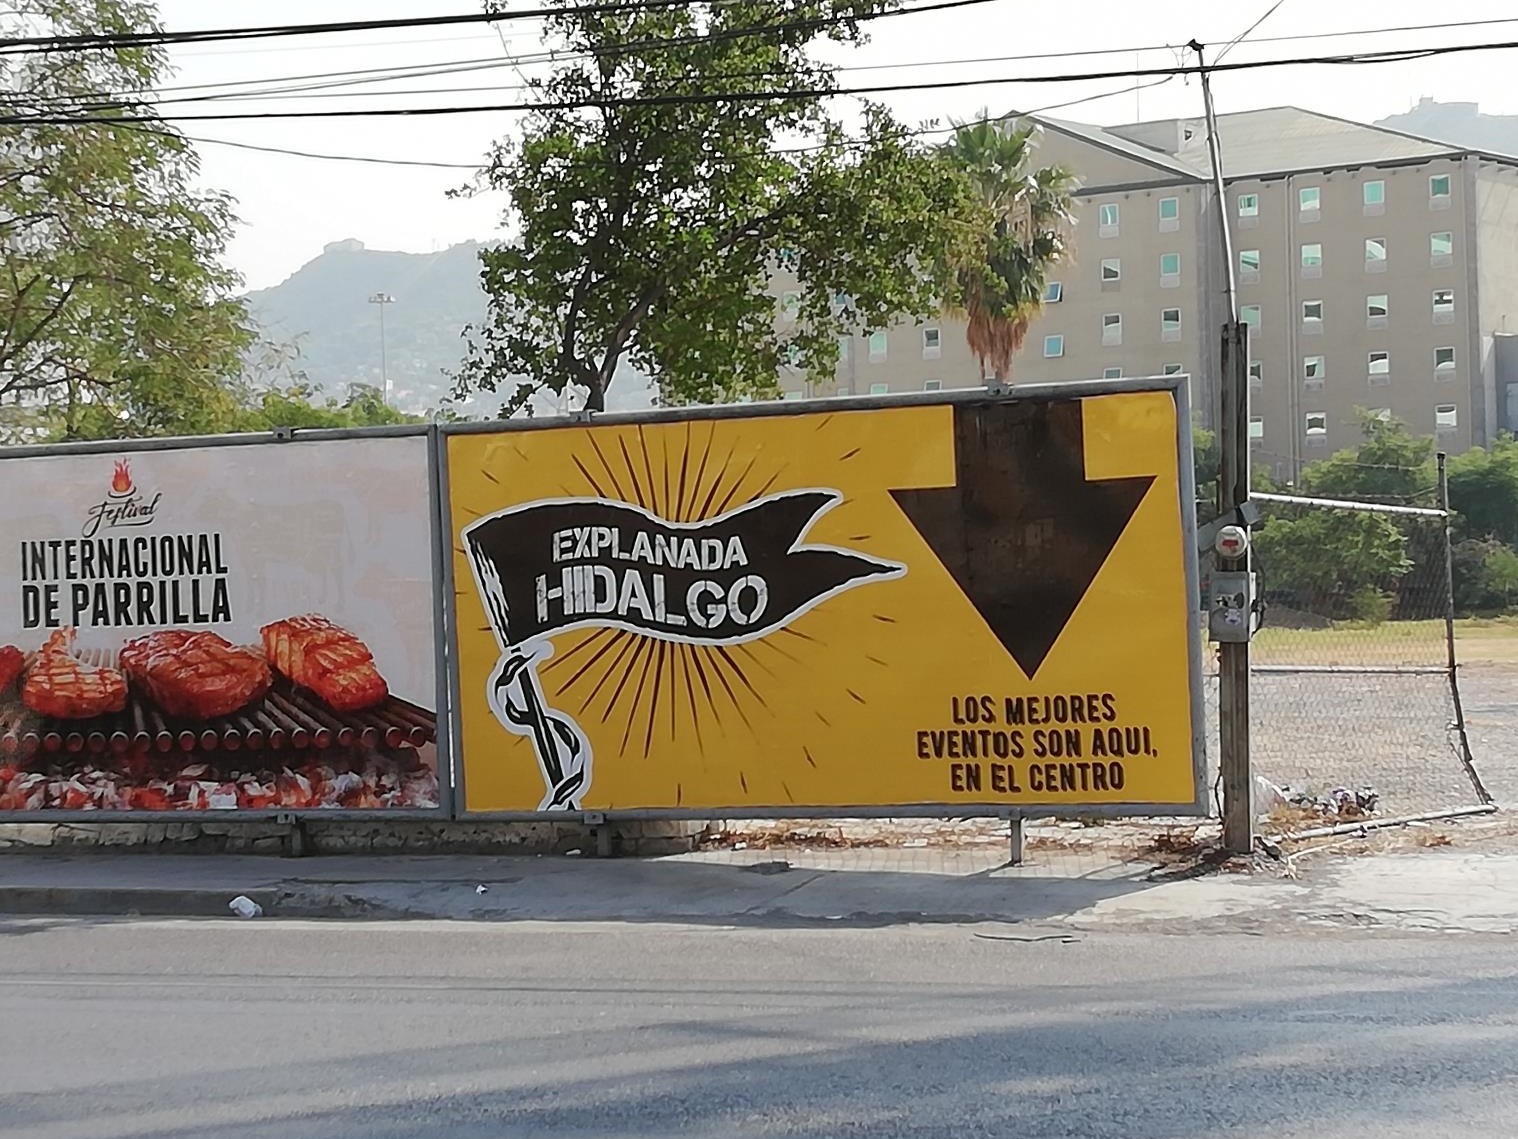 Festival
INTERNACIONAL
DE PARRILLA
EXPLANADA
HIDALGO
LOS MEJORES
EVENTOS SON AQUI,
EN EL CENTRO